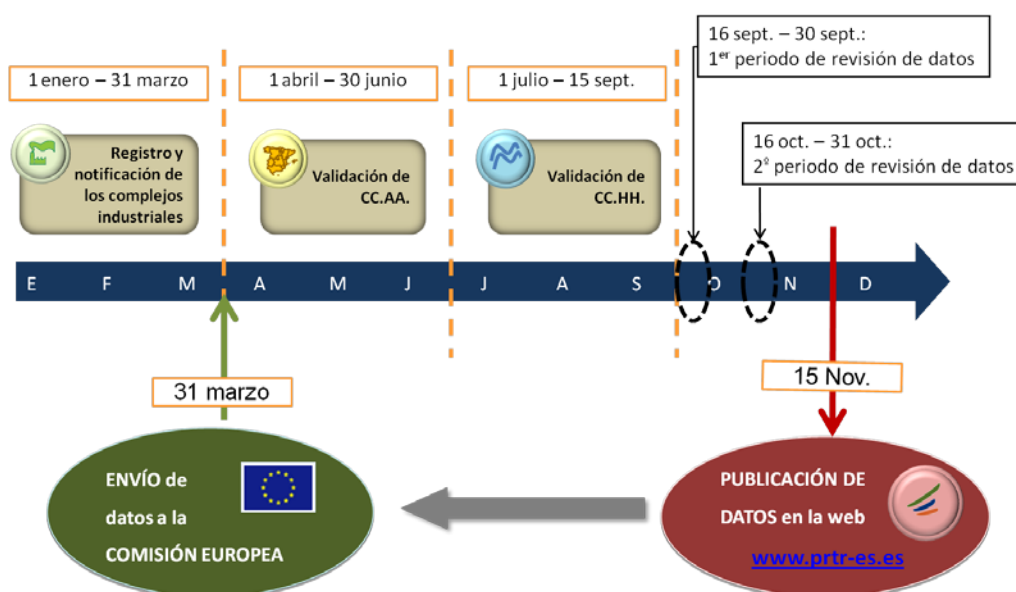 16 sept. – 30 sept.:
1er periodo de revisión de datos
1 enero – 31 marzo
1 abril – 30 junio
1 julio – 15 sept.
16 oct. – 31 oct.:
2º periodo de revisión de datos
Registro y
notificación de
los complejos
industriales
Validación de
CC.AA.
Validación de
CC.HH.
E F M A M J J A S O N D
31 marzo
15 Nov.
ENVÍO de
datos a la
COMISIÓN EUROPEA
PUBLICACIÓN DE
DATOS en la web
www.prtr-es.es